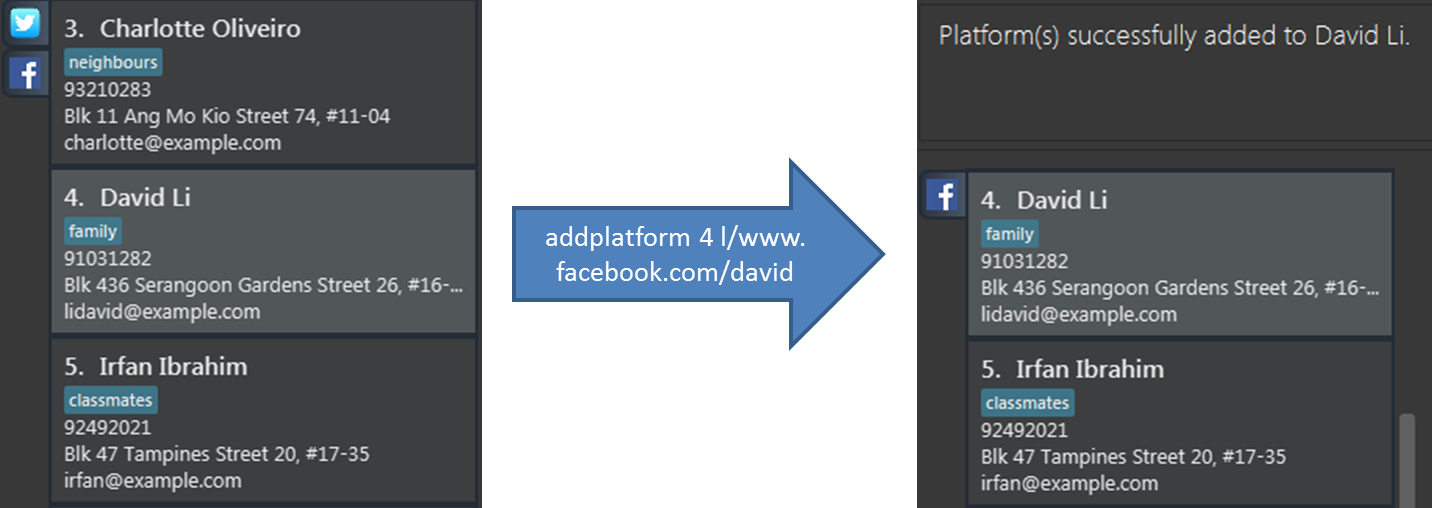 3. Charlotte Oliveiro
neighbours
93210283
Blk 11 Ang Mo Kio Street 74, #11-04
charlotte@example.com
4. David Li
family
91031282
Blk 436 Serangoon Gardens Street 26, #16-...
lidavid@example.com
5. Irfan Ibrahim
classmates
92492021
Blk 47 Tampines Street 20, #17-35
irfan@example.com
addplatform 4 l/www.
facebook.com/david
Platform(s) successfully added to David Li.
4. David Li
family
91031282
Blk 436 Serangoon Gardens Street 26, #16-...
lidavid@example.com
5. Irfan Ibrahim
classmates
92492021
Blk 47 Tampines Street 20, #17-35
irfan@example.com